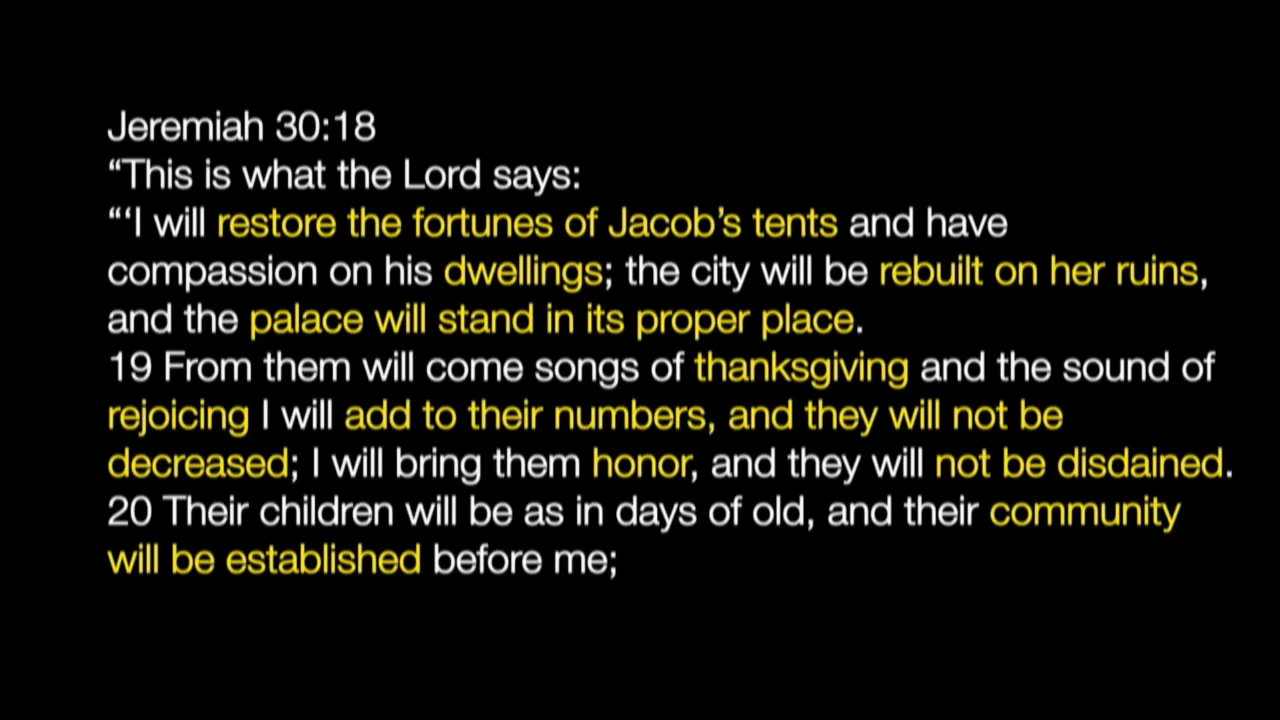 Jeremiah 30:18
“This is what the Lord says:
“‘I will restore the fortunes of Jacob’s tents and have
compassion on his dwellings; the city will be rebuilt on her ruins,
and the palace will stand in its proper place.
19 From them will come songs of thanksgiving and the sound of
rejoicing I will add to their numbers, and they will not be
decreased; I will bring them honor, and they will not be disdained.
20 Their children will be as in days of old, and their community
will be established before me;